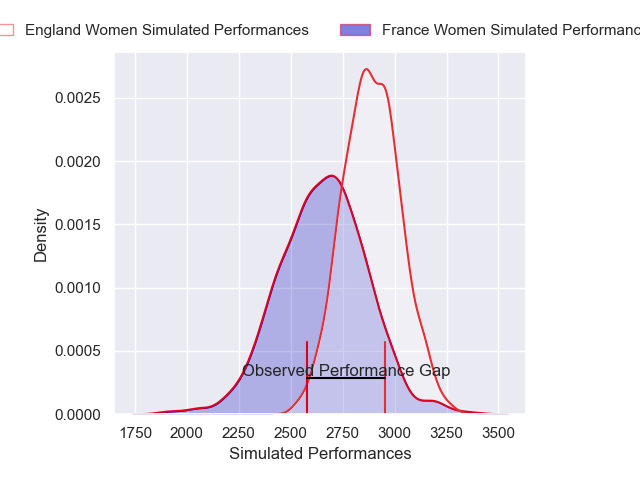 England Women Simulated Performances
France Women Simulated Performanc
0.0025
0.0020
0.0015
0.0010
0.0005
0.0000
Density
Observed Performance Gap
1750 2000 2250 2500 2750 3000 3250 3500
Simulated Performances